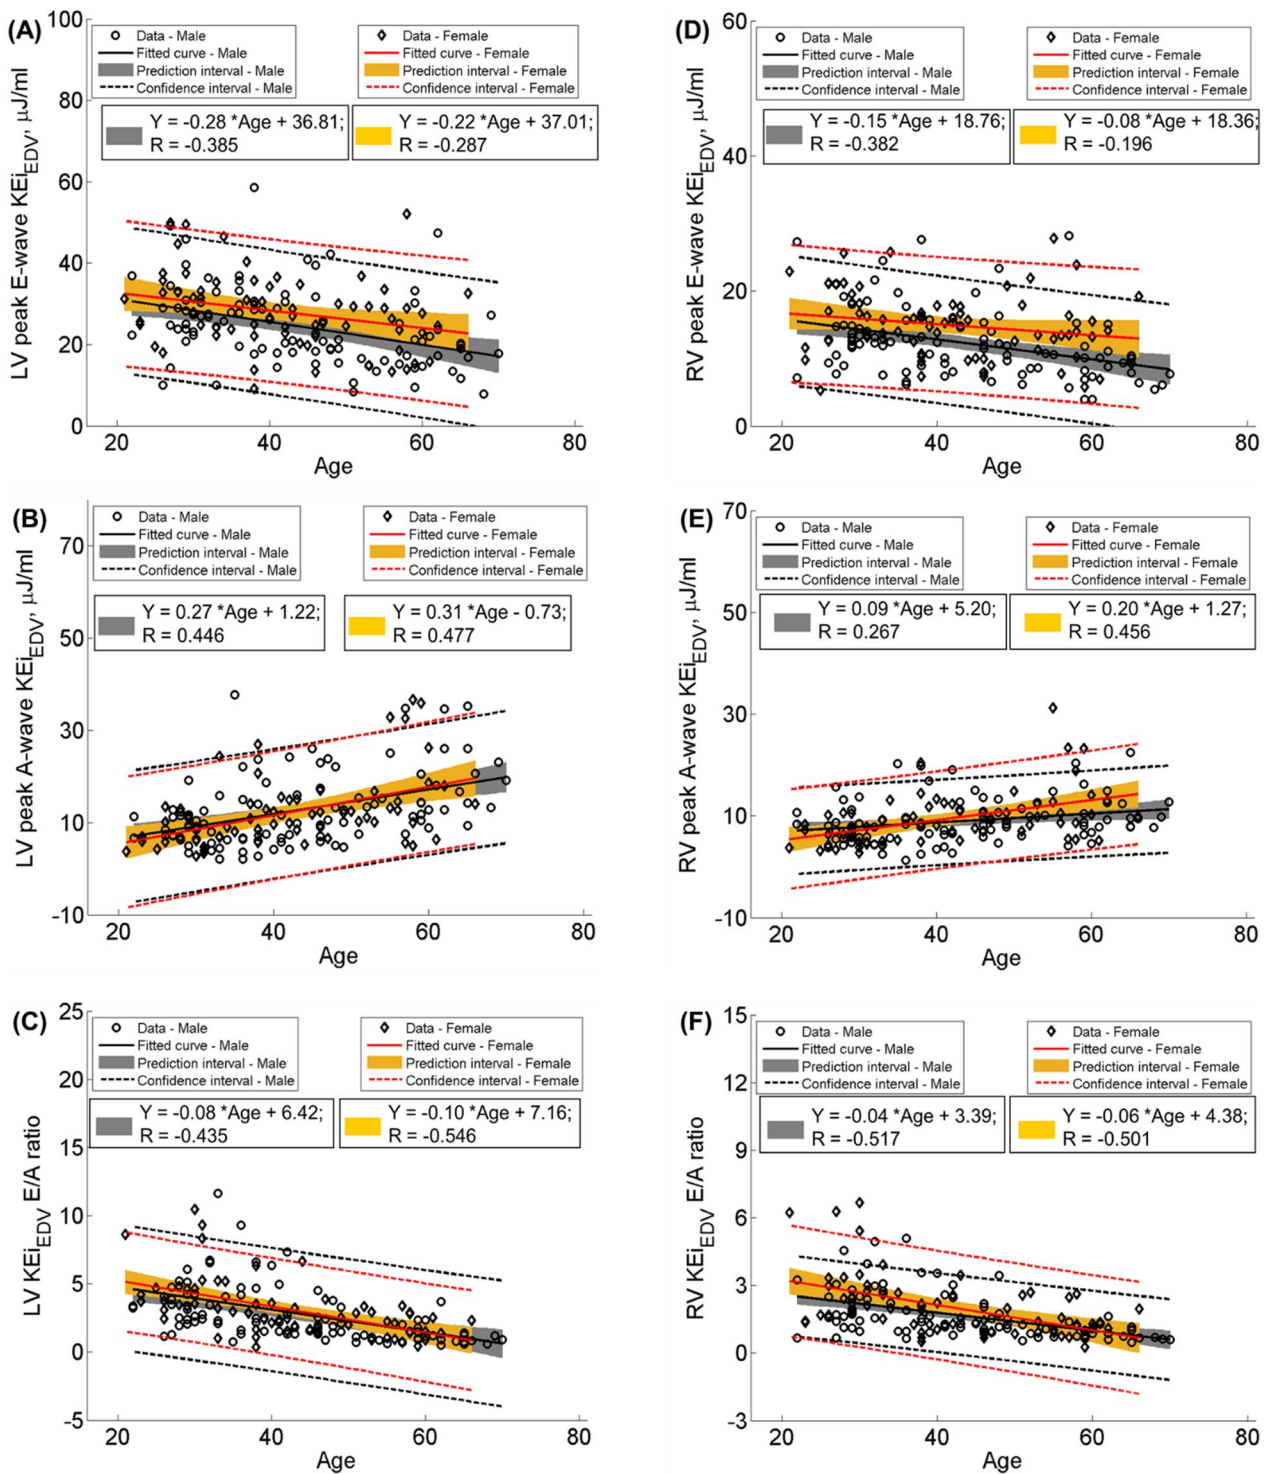 (A)
LV peak E-wave KEiEDV, μJ/ml
100
80
60
40
20
0
Data - Male
Fitted curve - Male
Prediction interval - Male
Confidence interval - Male
Data - Female
Fitted curve - Female
Prediction interval - Female
Confidence interval - Female
Y = -0.28 *Age + 36.81;
R = -0.385
Y = -0.22 *Age + 37.01;
R = -0.287
20 40 60 80
Age
(D)
RV peak E-wave KEiEDV, μJ/ml
60
40
20
0
Data - Male
Fitted curve - Male
Prediction interval - Male
Confidence interval - Male
Data - Female
Fitted curve - Female
Prediction interval - Female
Confidence interval - Female
Y = -0.15 *Age + 18.76;
R = -0.382
Y = -0.08 *Age + 18.36;
R = -0.196
20 40 60 80
Age
(B)
LV peak A-wave KEiEDV, μJ/ml
70
50
30
10
-10
Data - Male
Fitted curve - Male
Prediction interval - Male
Confidence interval - Male
Data - Female
Fitted curve - Female
Prediction interval - Female
Confidence interval - Female
Y = 0.27 *Age + 1.22;
R = 0.446
Y = 0.31 *Age - 0.73;
R = 0.477
20 40 60 80
Age
(E)
RV peak A-wave KEiEDV, μJ/ml
70
50
30
10
-10
Data - Male
Fitted curve - Male
Prediction interval - Male
Confidence interval - Male
Data - Female
Fitted curve - Female
Prediction interval - Female
Confidence interval - Female
Y = 0.09 *Age + 5.20;
R = 0.267
Y = 0.20 *Age + 1.27;
R = 0.456
20 40 60 80
Age
(C)
LV KEiEDV E/A ratio
25
20
15
10
5
0
-5
Data - Male
Fitted curve - Male
Prediction interval - Male
Confidence interval - Male
Data - Female
Fitted curve - Female
Prediction interval - Female
Confidence interval - Female
Y = -0.08 *Age + 6.42;
R = -0.435
Y = -0.10 *Age + 7.16;
R = -0.546
20 40 60 80
Age
(F)
RV KEiEDV E/A ratio
15
12
9
6
3
0
-3
Data - Male
Fitted curve - Male
Prediction interval - Male
Confidence interval - Male
Data - Female
Fitted curve - Female
Prediction interval - Female
Confidence interval - Female
Y = -0.04 *Age + 3.39;
R = -0.517
Y = -0.06 *Age + 4.38;
R = -0.501
20 40 60 80
Age